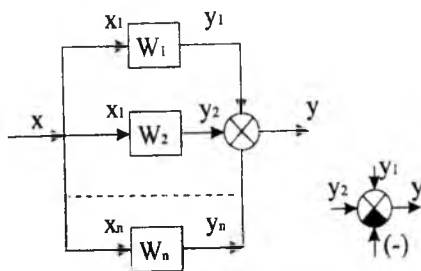 x₁ W₁ y₁
x x₁ W₂ y₂ y
xₙ Wₙ yₙ
y₁
y₂ y
(-)